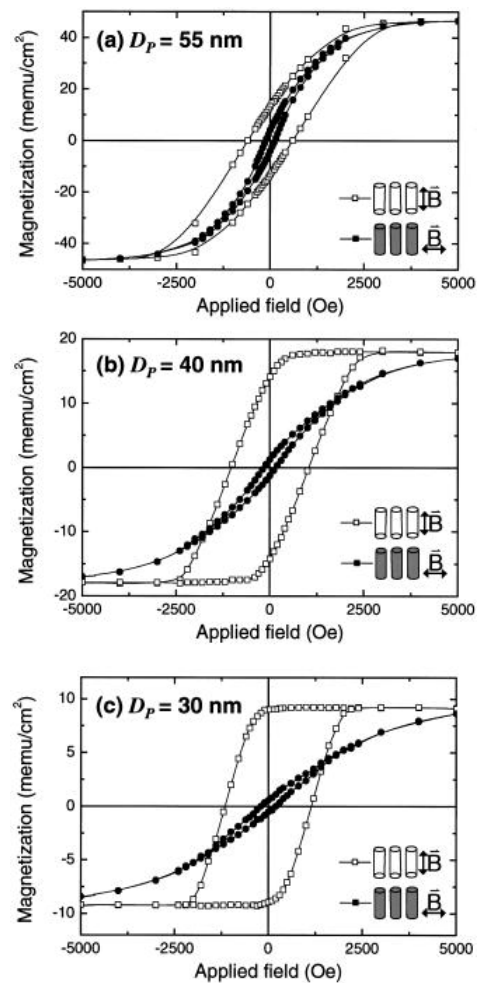 (a) D_P = 55 nm
Magnetization (memu/cm²)
40
20
0
-20
-40
B
B
-5000 -2500 0 2500 5000
Applied field (Oe)
(b) D_P = 40 nm
Magnetization (memu/cm²)
20
10
0
-10
-20
B
B
-5000 -2500 0 2500 5000
Applied field (Oe)
(c) D_P = 30 nm
Magnetization (memu/cm²)
10
5
0
-5
-10
B
B
-5000 -2500 0 2500 5000
Applied field (Oe)